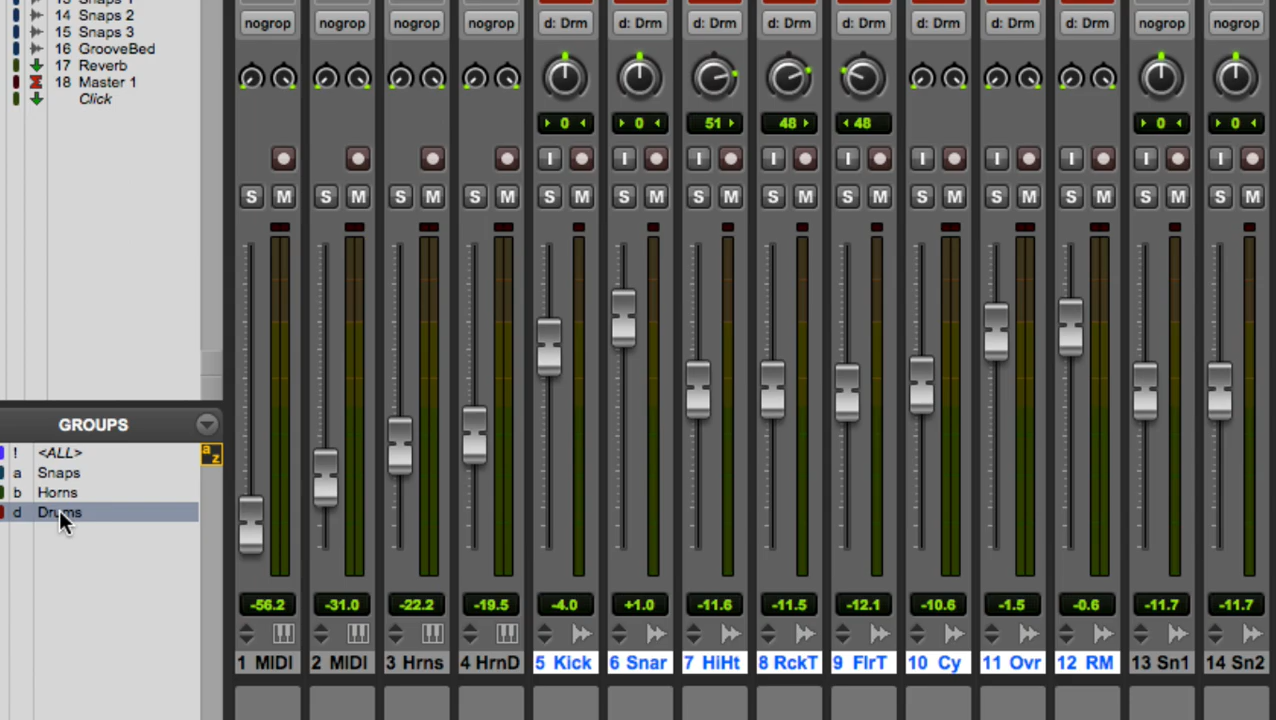 14 Snaps 2
15 Snaps 3
16 GrooveBed
17 Reverb
18 Master 1
Click
GROUPS
! <ALL>
a z
a Snaps
b Horns
d Drums
nogrop nogrop nogrop nogrop d: Drm d: Drm d: Drm d: Drm d: Drm d: Drm d: Drm d: Drm nogrop nogrop
0 0 51 48 48 0 0
I I I I I I I I I I
S M S M S M S M S M S M S M S M S M S M S M S M S M S M
-56.2 -31.0 -22.2 -19.5 -4.0 +1.0 -11.6 -11.5 -12.1 -10.6 -1.5 -0.6 -11.7 -11.7
1 MIDI 2 MIDI 3 Hrns 4 HrnD 5 Kick 6 Snar 7 HiHt 8 RckT 9 FlrT 10 Cy 11 Ovr 12 RM 13 Sn1 14 Sn2